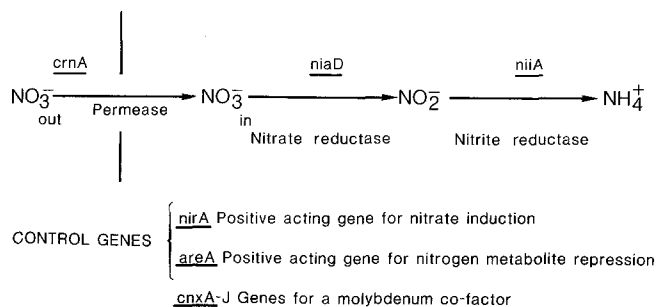 crnA niaD niiA
NO₃⁻ NO₃⁻ NO₂⁻ NH₄⁺
out Permease in
Nitrate reductase Nitrite reductase
nirA Positive acting gene for nitrate induction
CONTROL GENES
areA Positive acting gene for nitrogen metabolite repression
cnxA-J Genes for a molybdenum co-factor